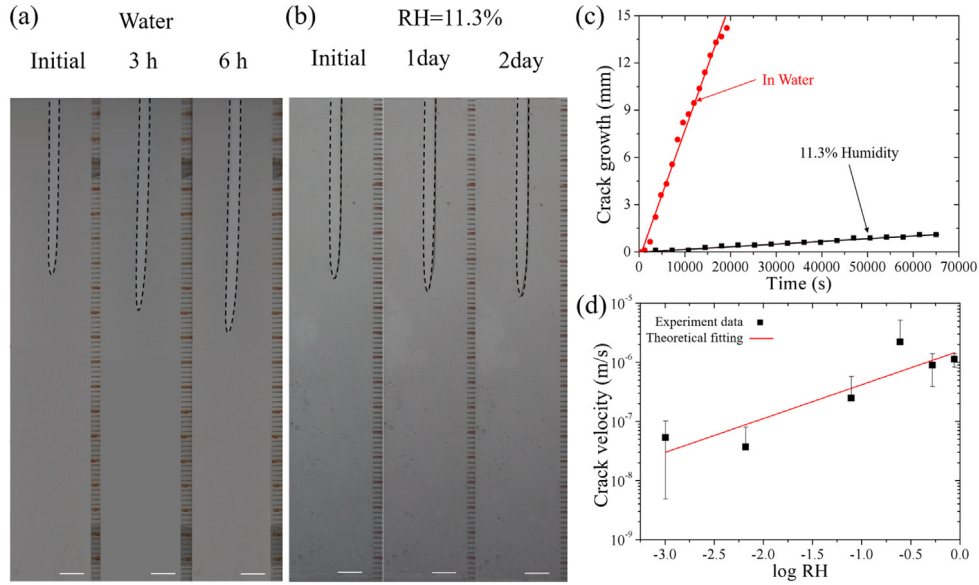 (a)
Water
Initial 3 h 6 h
(b)
RH=11.3%
Initial 1day 2day
(c)
15
12
9
6
3
0
Crack growth (mm)
In Water
11.3% Humidity
0 10000 20000 30000 40000 50000 60000 70000
Time (s)
(d)
10⁻⁵
10⁻⁶
10⁻⁷
10⁻⁸
10⁻⁹
Crack velocity (m/s)
Experiment data
Theoretical fitting
-3.0 -2.5 -2.0 -1.5 -1.0 -0.5 0.0
log RH